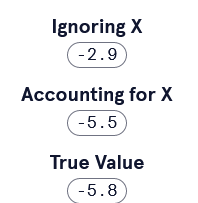 Ignoring X
-2.9
Accounting for X
-5.5
True Value
-5.8